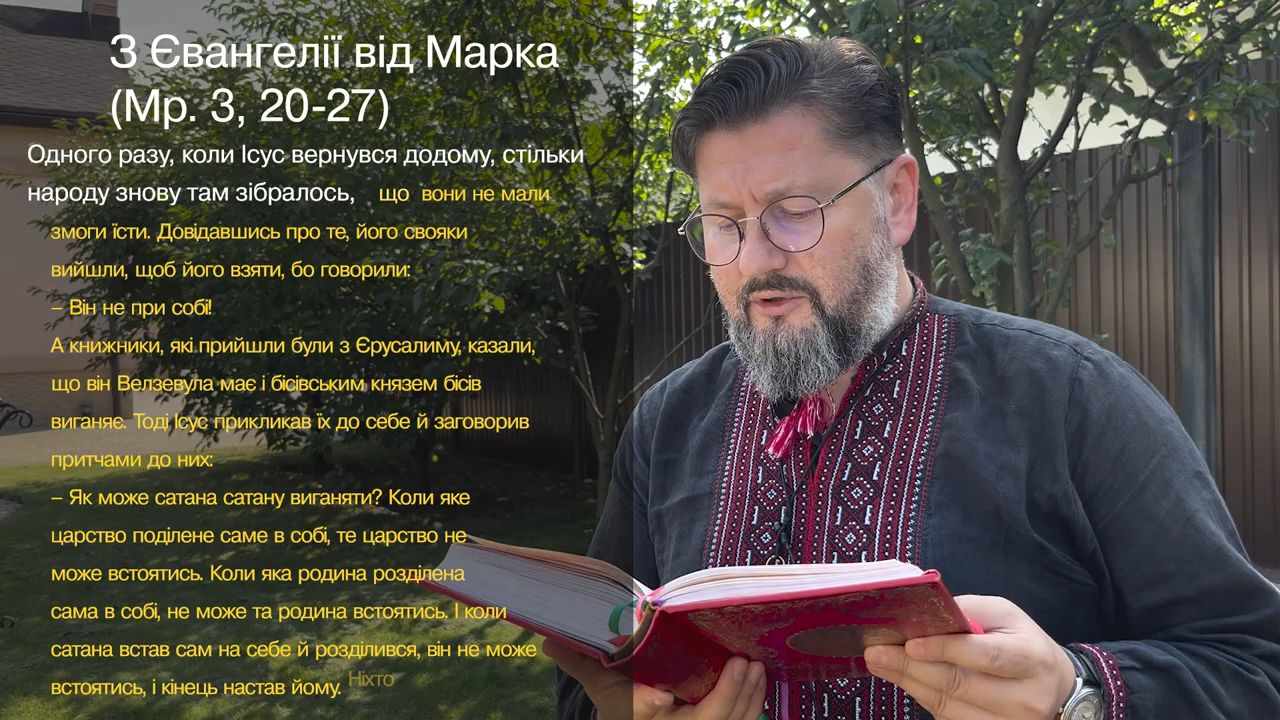 З Євангелії від Марка
(Мр. 3, 20-27)
Одного разу, коли Ісус вернувся додому, стільки
народу знову там зібралось, що вони не мали
змоги їсти. Довідавшись про те, його свояки
вийшли, щоб його взяти, бо говорили:
– Він не при собі!
А книжники, які прийшли були з Єрусалиму, казали,
що він Велзевула має і бісівським князем бісів
виганяє. Тоді Ісус прикликав їх до себе й заговорив
притчами до них:
– Як може сатана сатану виганяти? Коли яке
царство поділене саме в собі, те царство не
може встоятись. Коли яка родина розділена
сама в собі, не може та родина встоятись. І коли
сатана встав сам на себе й розділився, він не може
встоятись, і кінець настав йому. Ніхто